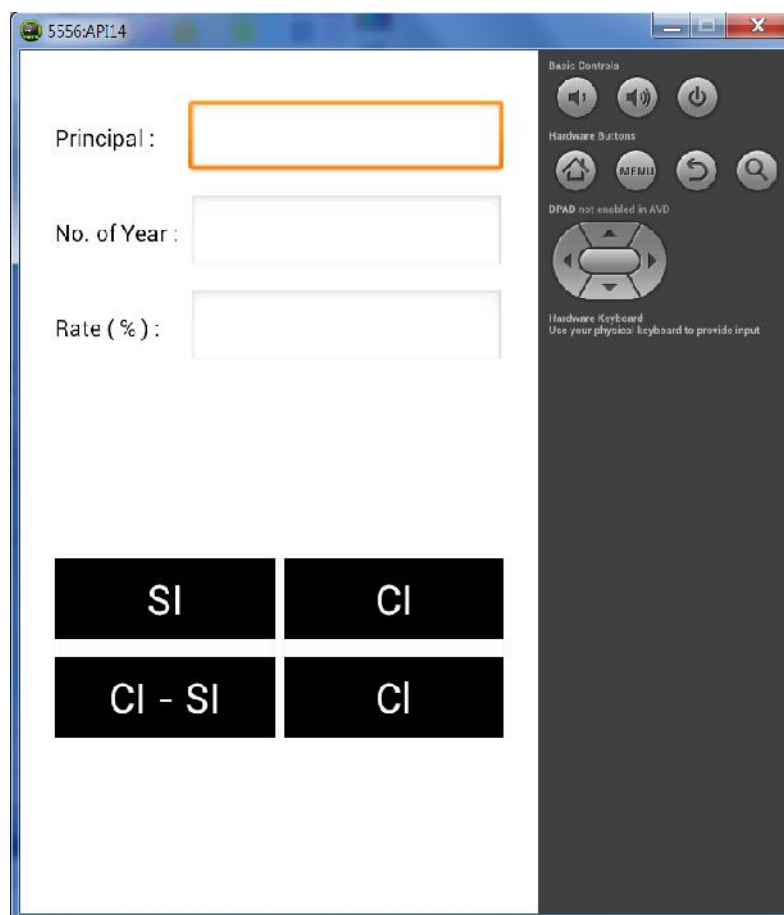 5556:API14
Basic Controls
Hardware Buttons
MENU
DPAD not enabled in AVD
Hardware Keyboard
Use your physical keyboard to provide input
Principal :
No. of Year :
Rate ( % ) :
SI CI
CI - SI Cl